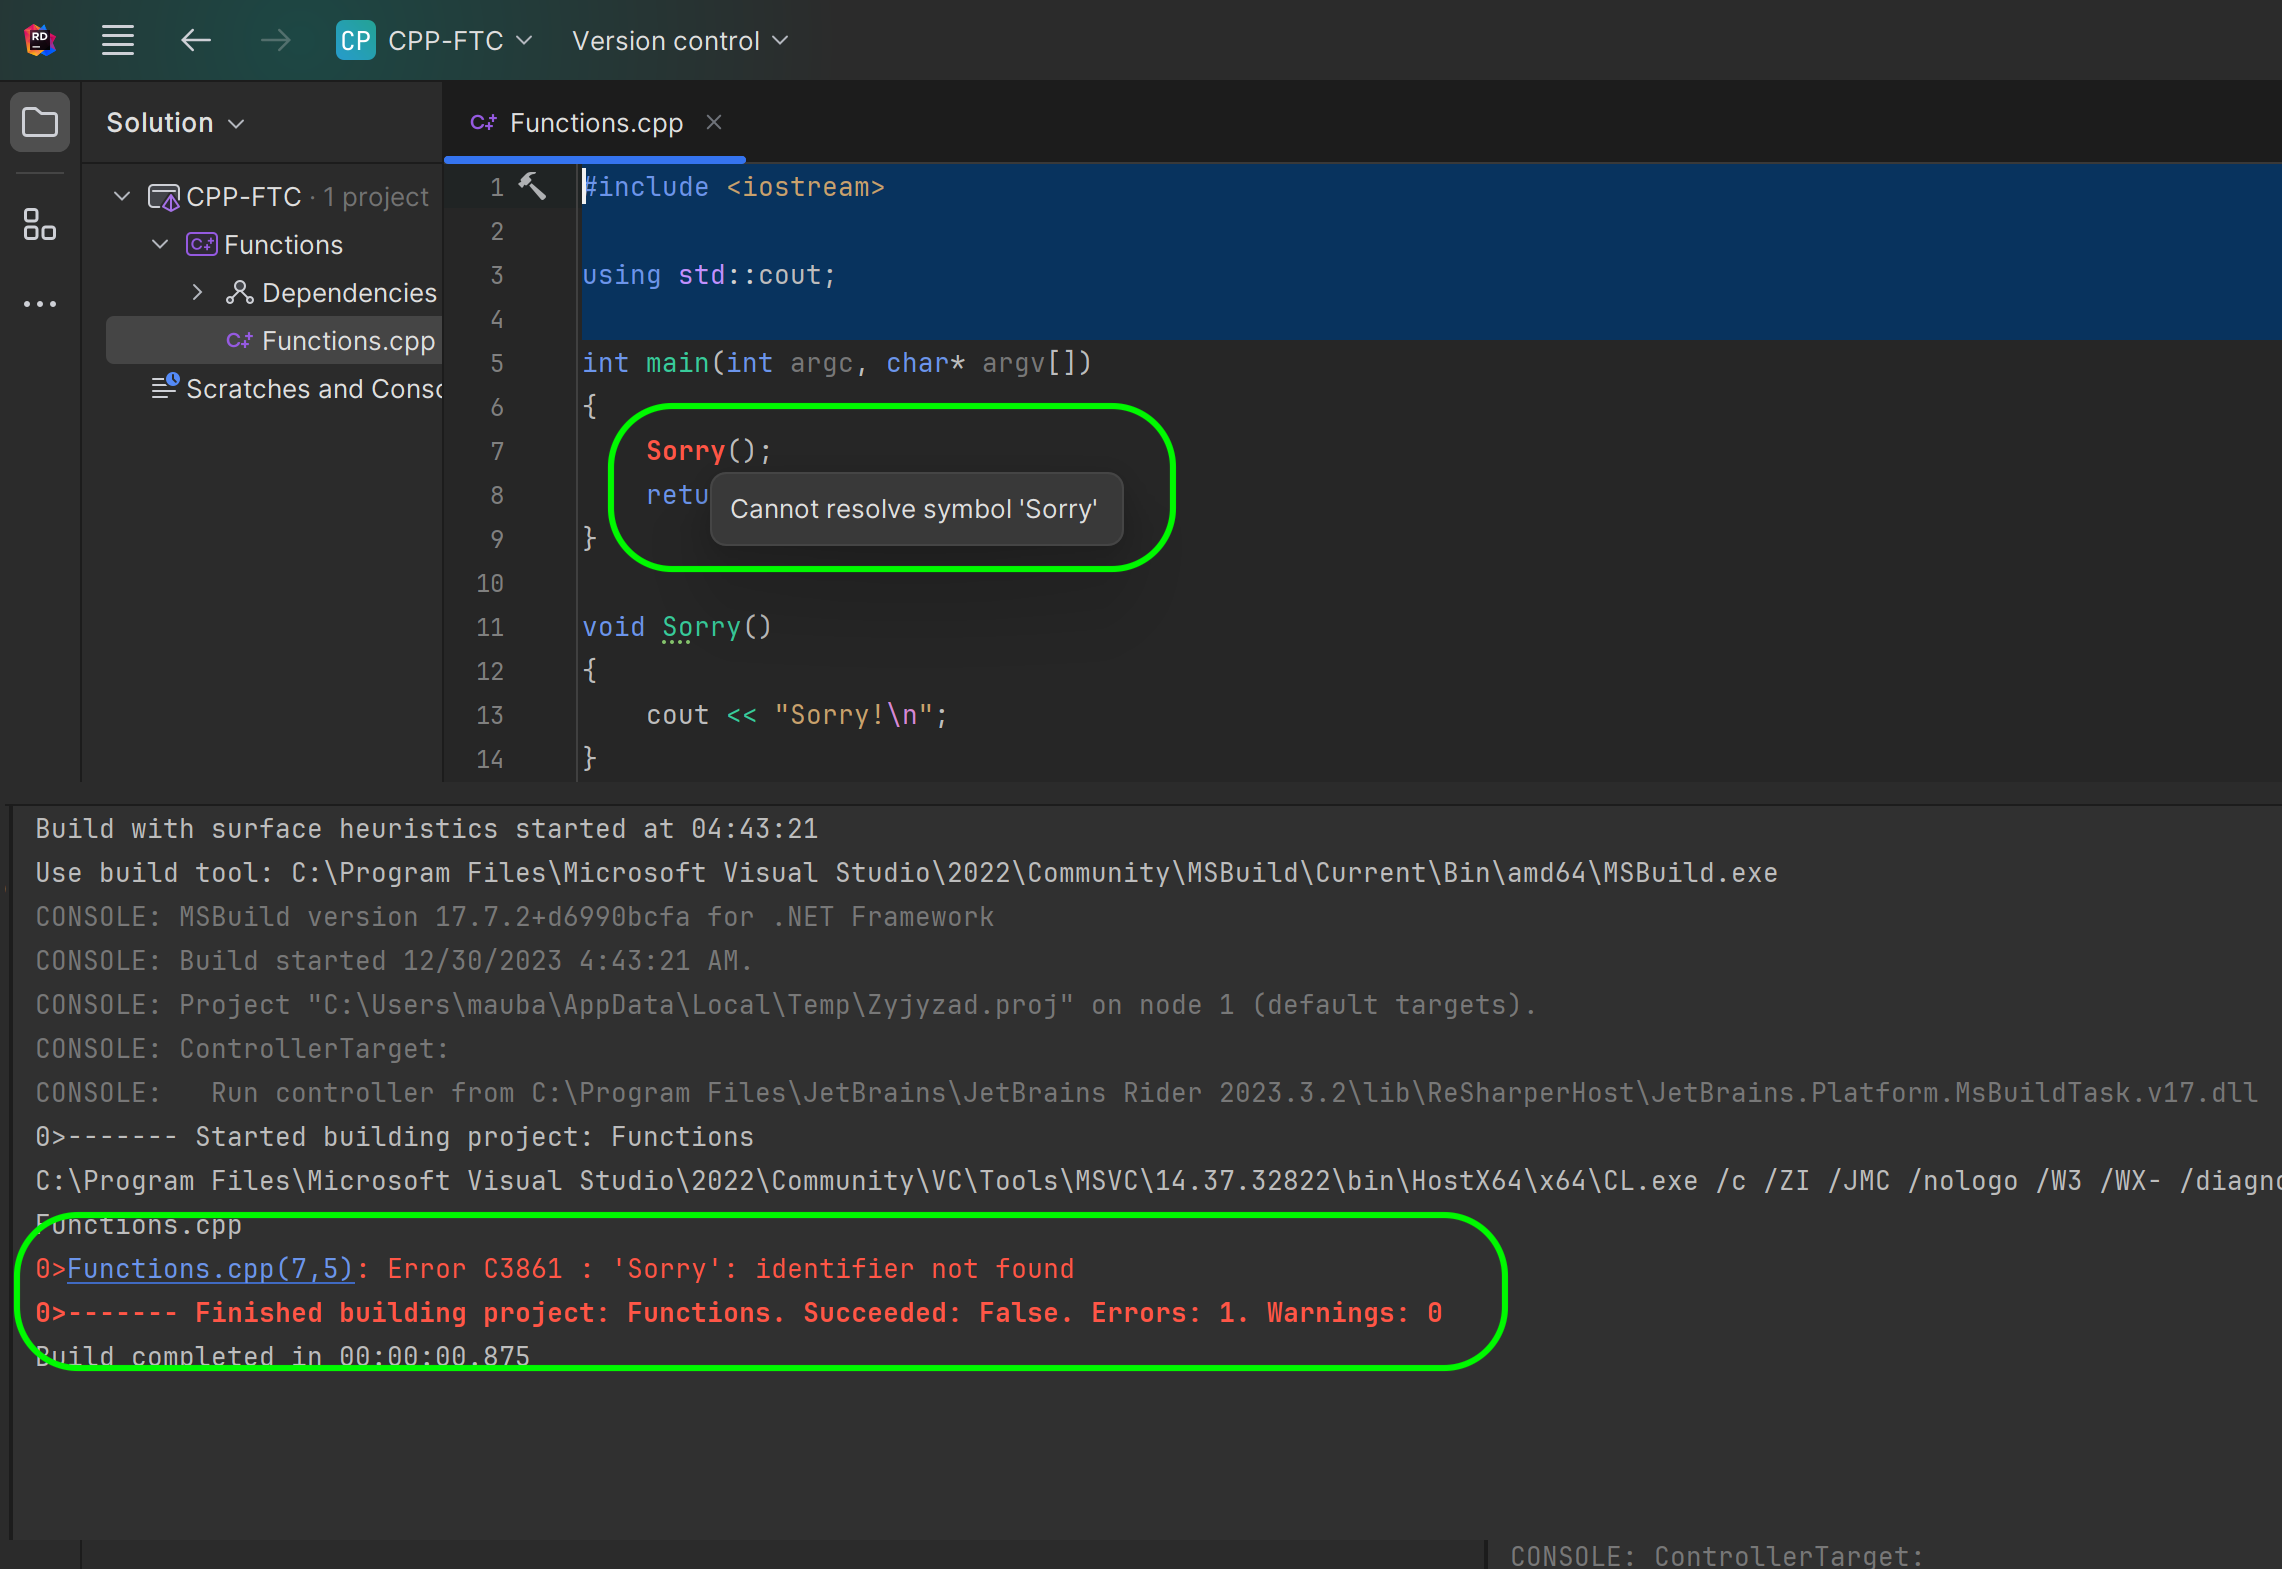 RD
CP CPP-FTC Version control
Solution
C++ Functions.cpp
CPP-FTC · 1 project
C++ Functions
Dependencies
C++ Functions.cpp
Scratches and Conso
1 #include <iostream>
2
3 using std::cout;
4
5 int main(int argc, char* argv[])
6 {
7 Sorry();
8 retu
Cannot resolve symbol 'Sorry'
9 }
10
11 void Sorry()
12 {
13 cout << "Sorry!\n";
14 }
Build with surface heuristics started at 04:43:21
Use build tool: C:\Program Files\Microsoft Visual Studio\2022\Community\MSBuild\Current\Bin\amd64\MSBuild.exe
CONSOLE: MSBuild version 17.7.2+d6990bcfa for .NET Framework
CONSOLE: Build started 12/30/2023 4:43:21 AM.
CONSOLE: Project "C:\Users\mauba\AppData\Local\Temp\Zyjyzad.proj" on node 1 (default targets).
CONSOLE: ControllerTarget:
CONSOLE:   Run controller from C:\Program Files\JetBrains\JetBrains Rider 2023.3.2\lib\ReSharperHost\JetBrains.Platform.MsBuildTask.v17.dll
0>------- Started building project: Functions
C:\Program Files\Microsoft Visual Studio\2022\Community\VC\Tools\MSVC\14.37.32822\bin\HostX64\x64\CL.exe /c /ZI /JMC /nologo /W3 /WX- /diagno
Functions.cpp
0>Functions.cpp(7,5): Error C3861 : 'Sorry': identifier not found
0>------- Finished building project: Functions. Succeeded: False. Errors: 1. Warnings: 0
Build completed in 00:00:00.875
CONSOLE: ControllerTarget: